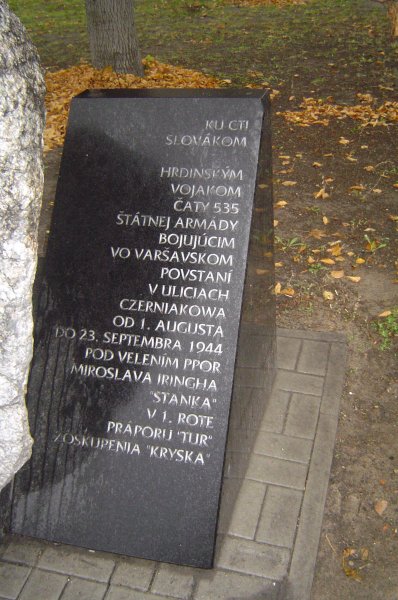 KU CTI
SLOVÁKOM
HRDINSKÝM
VOJAKOM
ČATY 535
ŠTÁTNEJ ARMÁDY
BOJUJÚCIM
VO VARŠAVSKOM
POVSTANÍ
V ULICIACH
CZERNIAKOWA
OD 1. AUGUSTA
DO 23. SEPTEMBRA 1944
POD VELENÍM PPOR
MIROSLAVA IRINGHA
"STANKA"
V 1. ROTE
PRÁPORU "TUR"
ZOSKUPENIA "KRYSKA"